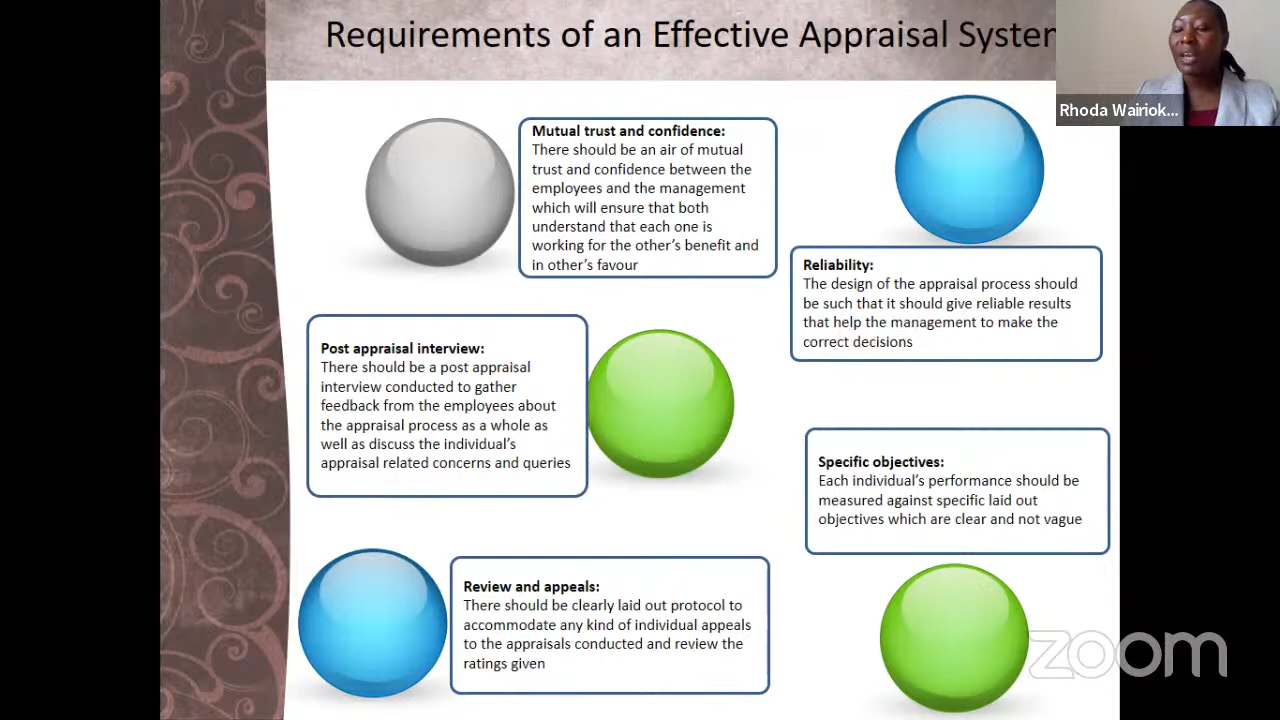 Requirements of an Effective Appraisal System
Rhoda Wairiok...
Mutual trust and confidence:
There should be an air of mutual
trust and confidence between the
employees and the management
which will ensure that both
understand that each one is
working for the other's benefit and
in other's favour
Reliability:
The design of the appraisal process should
be such that it should give reliable results
that help the management to make the
correct decisions
Post appraisal interview:
There should be a post appraisal
interview conducted to gather
feedback from the employees about
the appraisal process as a whole as
well as discuss the individual's
appraisal related concerns and queries
Specific objectives:
Each individual's performance should be
measured against specific laid out
objectives which are clear and not vague
Review and appeals:
There should be clearly laid out protocol to
accommodate any kind of individual appeals
to the appraisals conducted and review the
ratings given
zoom